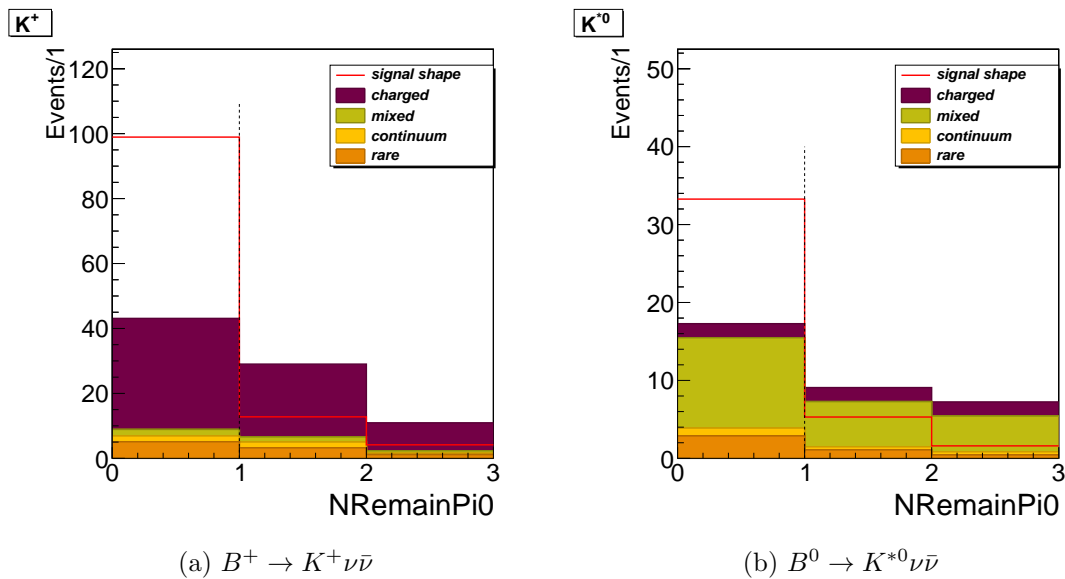 K+
Events/1
120
100
80
60
40
20
0
0 1 2 3
NRemainPi0
signal shape
charged
mixed
continuum
rare
(a) B⁺ → K⁺νν̄
K*0
Events/1
50
40
30
20
10
0
0 1 2 3
NRemainPi0
signal shape
charged
mixed
continuum
rare
(b) B⁰ → K*⁰νν̄